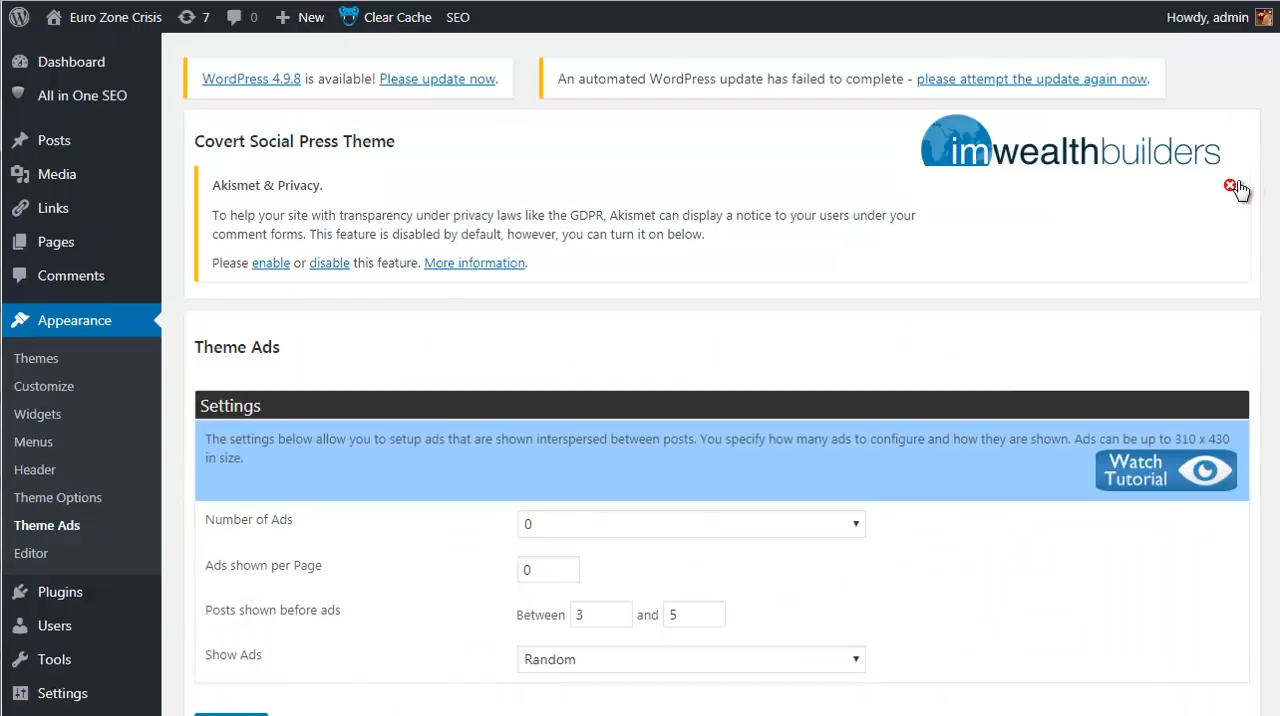 Euro Zone Crisis 7 0 New Clear Cache SEO Howdy, admin
Dashboard
All in One SEO
Posts
Media
Links
Pages
Comments
Appearance
Themes
Customize
Widgets
Menus
Header
Theme Options
Theme Ads
Editor
Plugins
Users
Tools
Settings
WordPress 4.9.8 is available! Please update now.
An automated WordPress update has failed to complete - please attempt the update again now.
Covert Social Press Theme
imwealthbuilders
Akismet & Privacy.
To help your site with transparency under privacy laws like the GDPR, Akismet can display a notice to your users under your
comment forms. This feature is disabled by default, however, you can turn it on below.
Please enable or disable this feature. More information.
Theme Ads
Settings
The settings below allow you to setup ads that are shown interspersed between posts. You specify how many ads to configure and how they are shown. Ads can be up to 310 x 430
in size.
Watch
Tutorial
Number of Ads 0
Ads shown per Page 0
Posts shown before ads Between 3 and 5
Show Ads Random